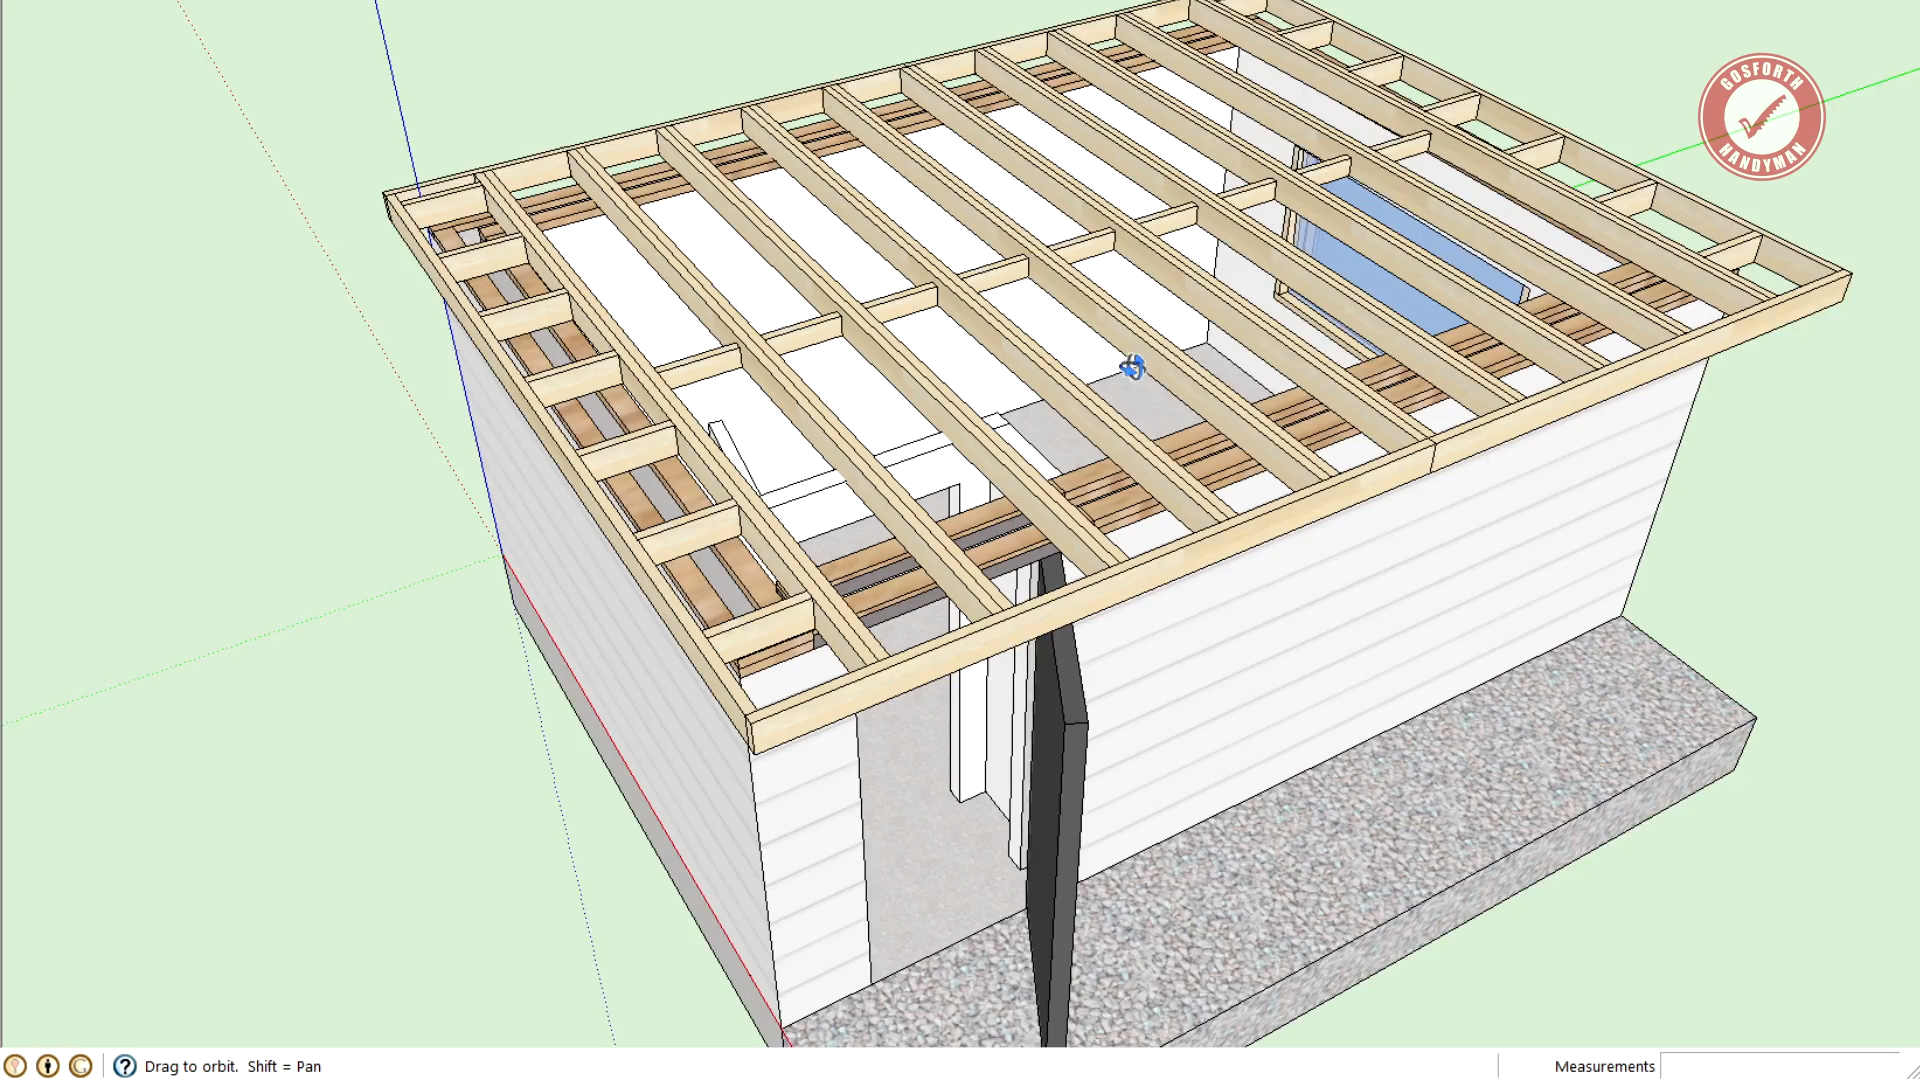 GOSFORTH
HANDYMAN
Drag to orbit. Shift = Pan
Measurements